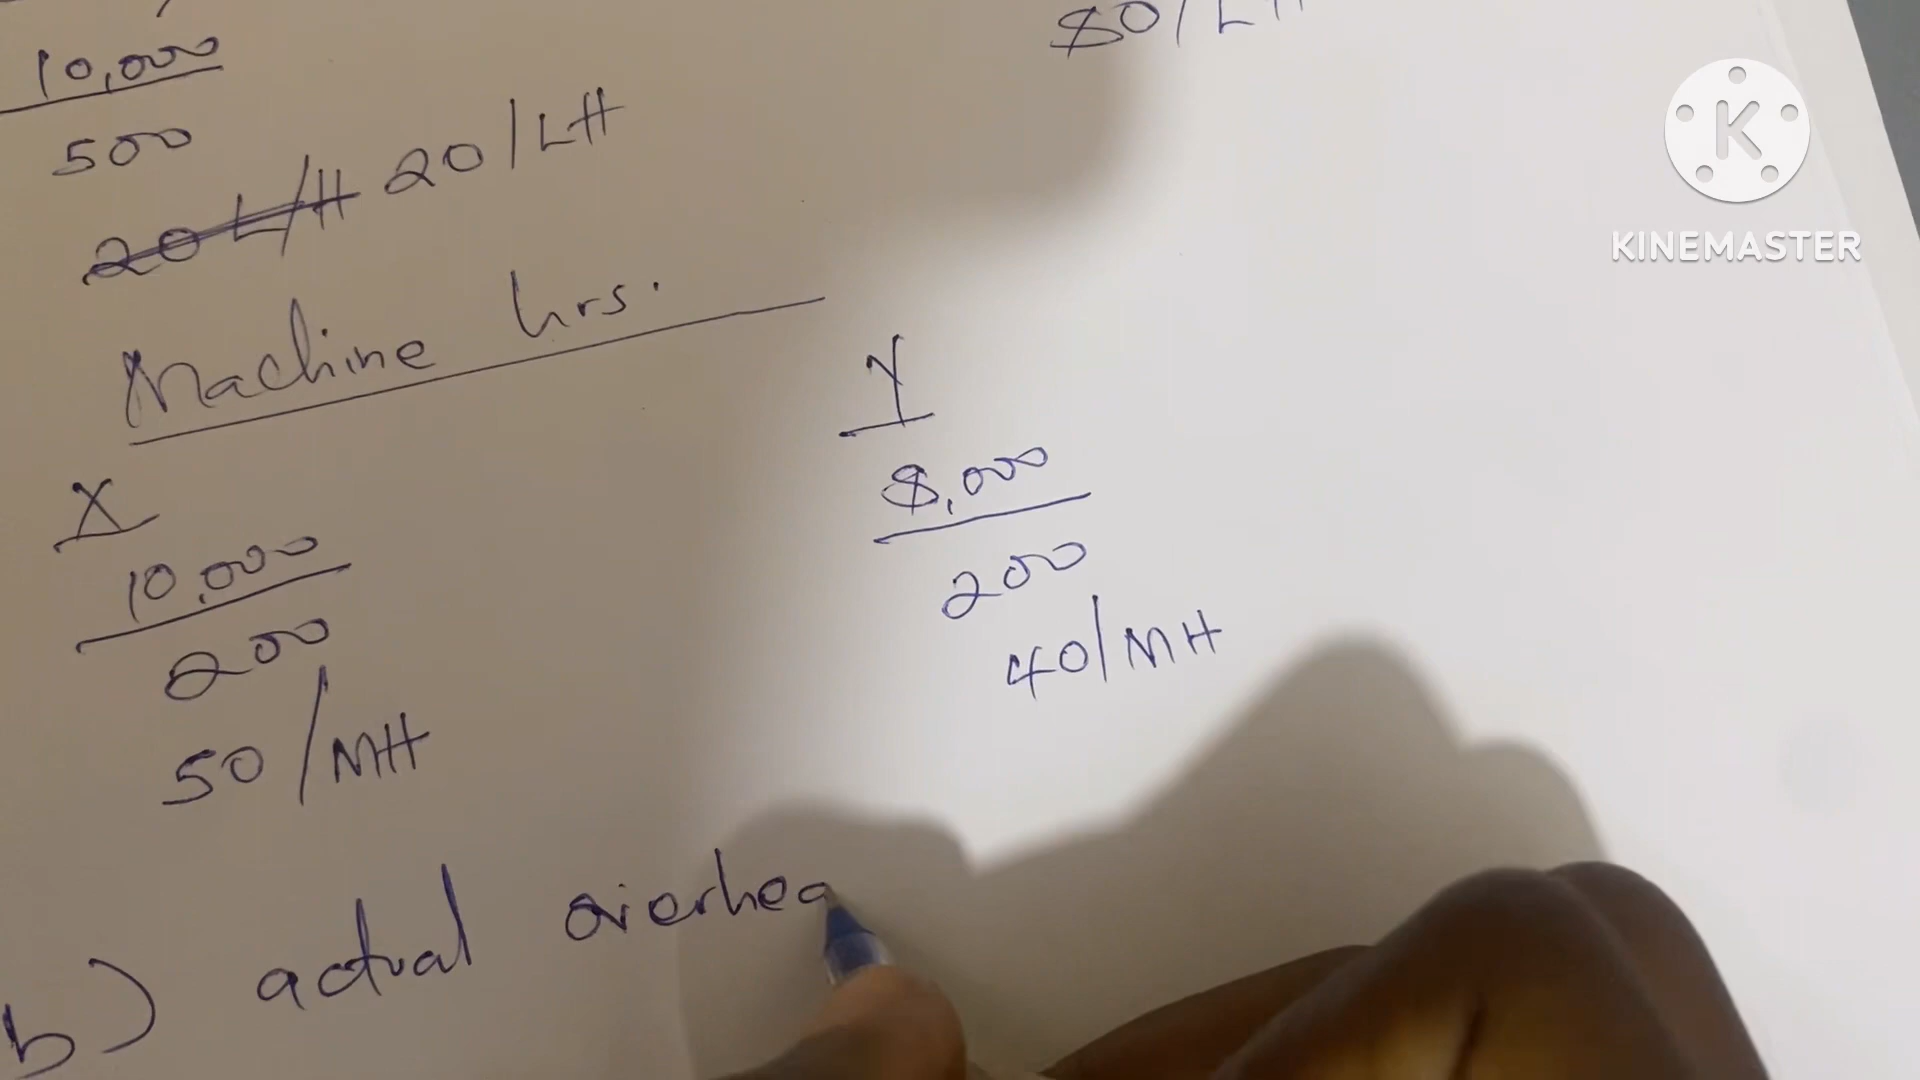 10,000
500
80/LH
20 L/H 20/LH
Machine hrs.
X
10,000
200
50/MH
Y
8,000
200
40/MH
b) actual overhea
K
KINEMASTER